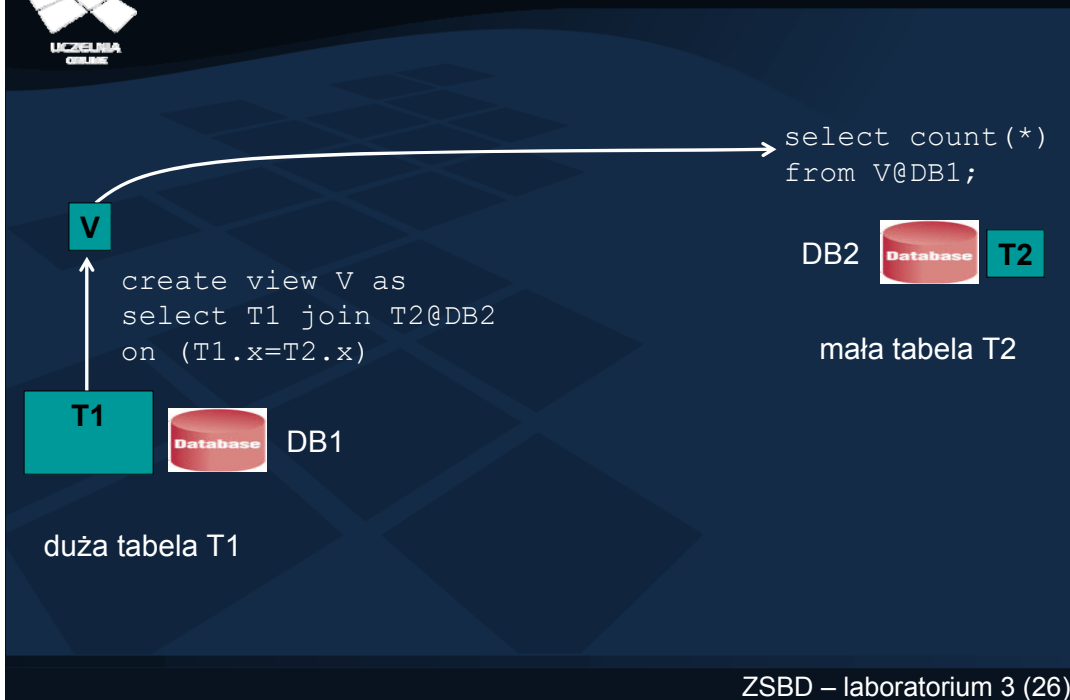 UCZELNIA
ONLINE
select count(*)
from V@DB1;
V
DB2
Database
T2
create view V as
select T1 join T2@DB2
on (T1.x=T2.x)
mała tabela T2
T1
Database
DB1
duża tabela T1
ZSBD – laboratorium 3 (26)